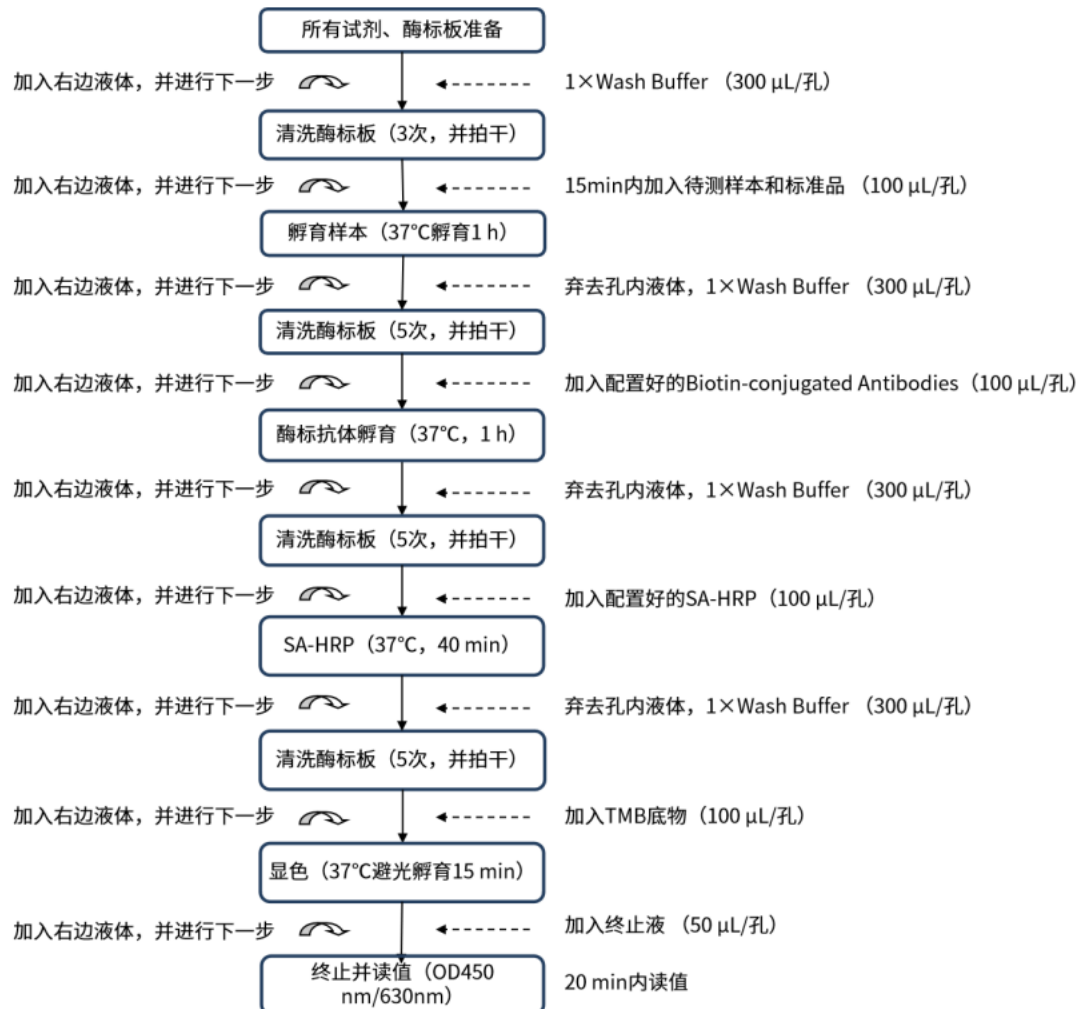 所有试剂、酶标板准备
加入右边液体，并进行下一步
1×Wash Buffer （300 μL/孔）
清洗酶标板（3次，并拍干）
加入右边液体，并进行下一步
15min内加入待测样本和标准品 （100 μL/孔）
孵育样本（37℃孵育1 h）
加入右边液体，并进行下一步
弃去孔内液体，1×Wash Buffer （300 μL/孔）
清洗酶标板（5次，并拍干）
加入右边液体，并进行下一步
加入配置好的Biotin-conjugated Antibodies（100 μL/孔）
酶标抗体孵育（37℃，1 h）
加入右边液体，并进行下一步
弃去孔内液体，1×Wash Buffer （300 μL/孔）
清洗酶标板（5次，并拍干）
加入右边液体，并进行下一步
加入配置好的SA-HRP（100 μL/孔）
SA-HRP（37℃，40 min）
加入右边液体，并进行下一步
弃去孔内液体，1×Wash Buffer （300 μL/孔）
清洗酶标板（5次，并拍干）
加入右边液体，并进行下一步
加入TMB底物（100 μL/孔）
显色（37℃避光孵育15 min）
加入右边液体，并进行下一步
加入终止液 （50 μL/孔）
终止并读值（OD450
nm/630nm）
20 min内读值